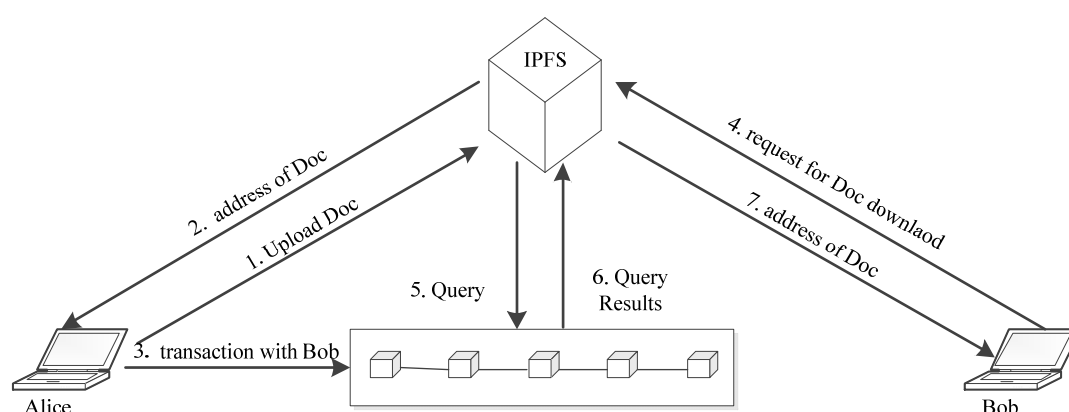 IPFS
2. address of Doc
1. Upload Doc
4. request for Doc downlaod
7. address of Doc
5. Query
6. Query
Results
3. transaction with Bob
Alice
Bob